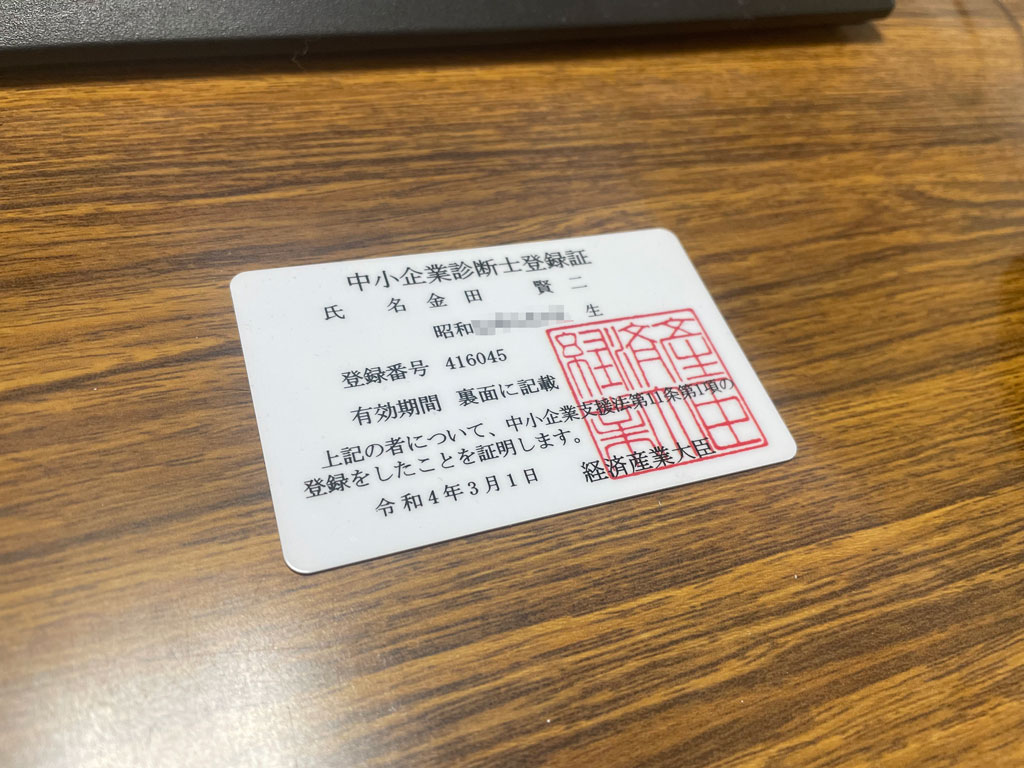 中小企業診断士登録証
氏 名 金田 賢二
昭和 生
登録番号 416045
有効期間 裏面に記載
上記の者について、中小企業支援法第11条第1項の
登録をしたことを証明します。
令和4年3月1日
経済産業大臣